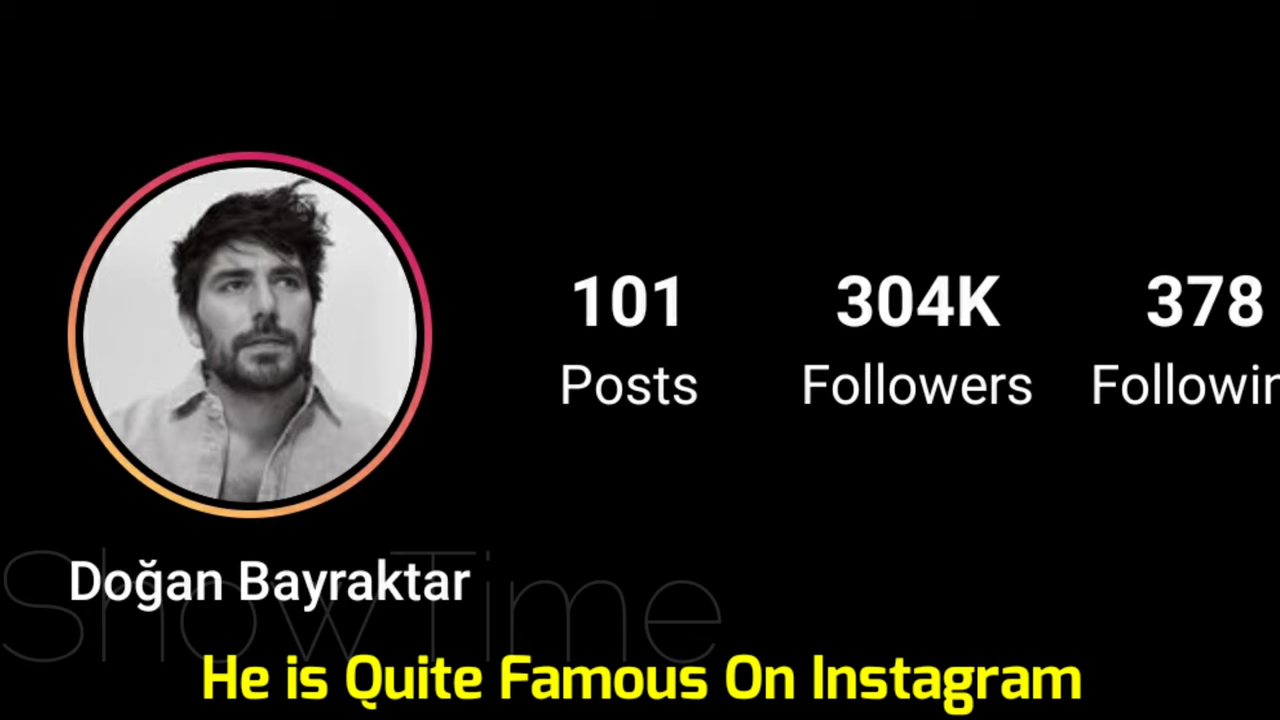 101 304K 378
Posts Followers Followin
Doğan Bayraktar
ShowTime
He is Quite Famous On Instagram